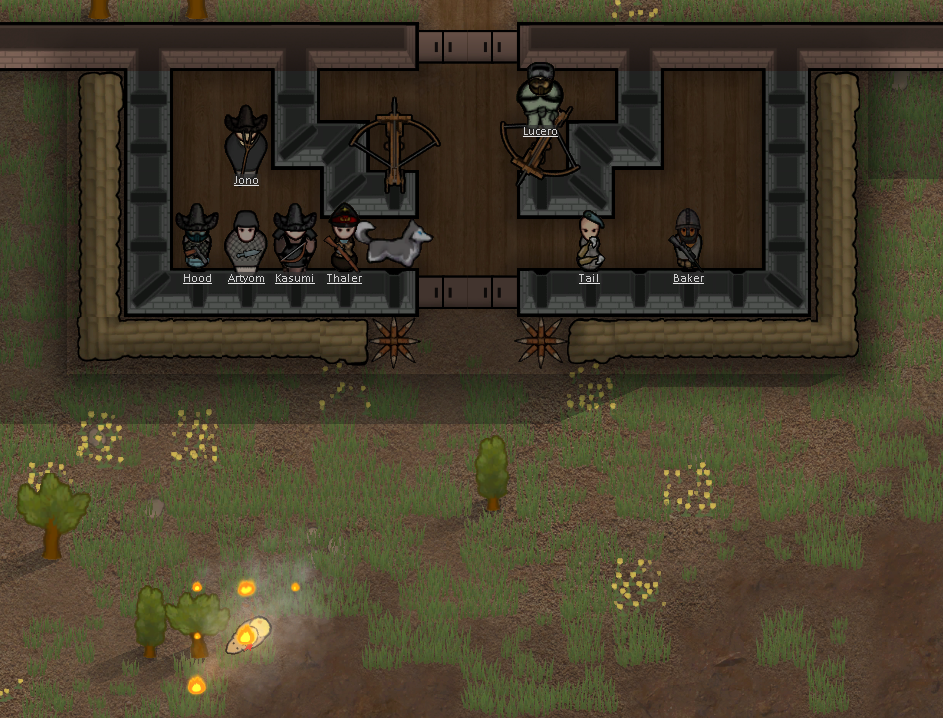 Lucero
Jono
Hood
Artyom
Kasumi
Thaler
Tail
Baker